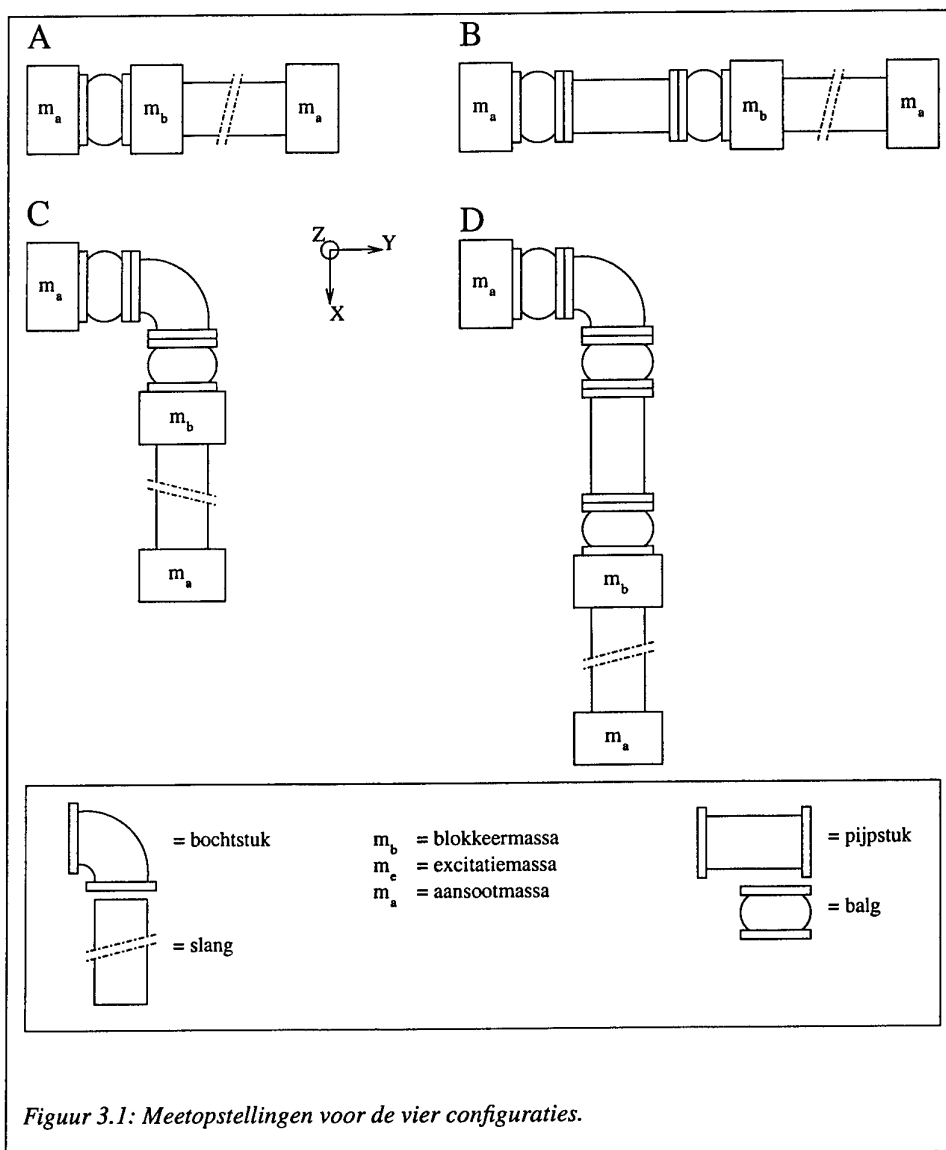 A
B
m_a m_b m_a
m_a m_b m_a
C
D
Z
Y
X
m_a
m_b
m_a
m_a
m_b
m_a
= bochtstuk
= slang
m_b = blokkeermassa
m_e = excitatiemassa
m_a = aansootmassa
= pijpstuk
= balg
Figuur 3.1: Meetopstellingen voor de vier configuraties.